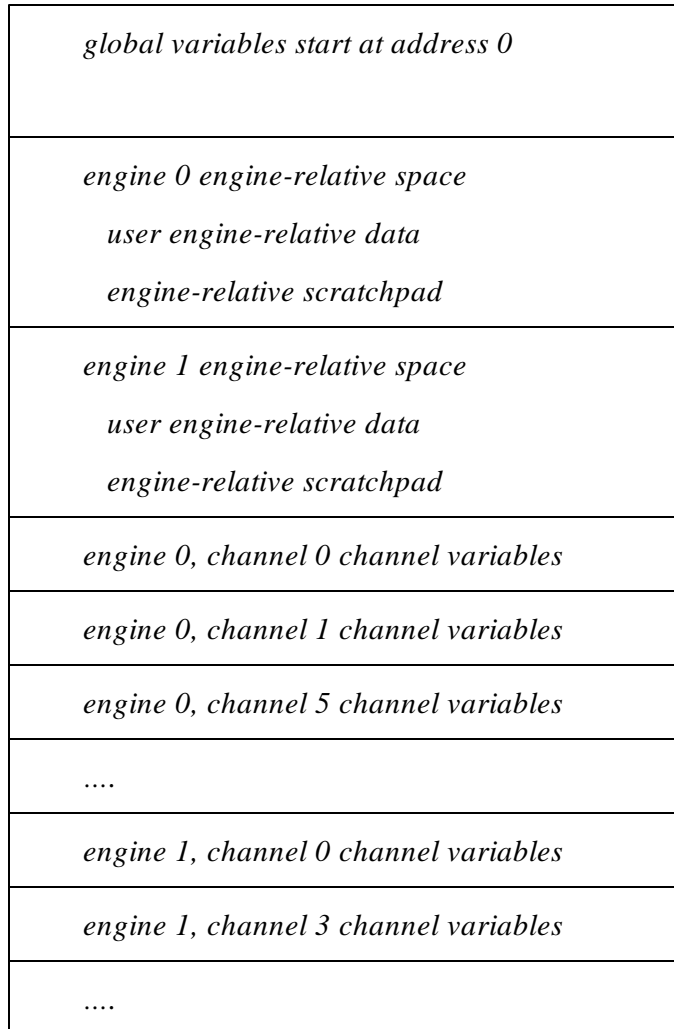 global variables start at address 0
engine 0 engine-relative space
user engine-relative data
engine-relative scratchpad
engine 1 engine-relative space
user engine-relative data
engine-relative scratchpad
engine 0, channel 0 channel variables
engine 0, channel 1 channel variables
engine 0, channel 5 channel variables
....
engine 1, channel 0 channel variables
engine 1, channel 3 channel variables
....